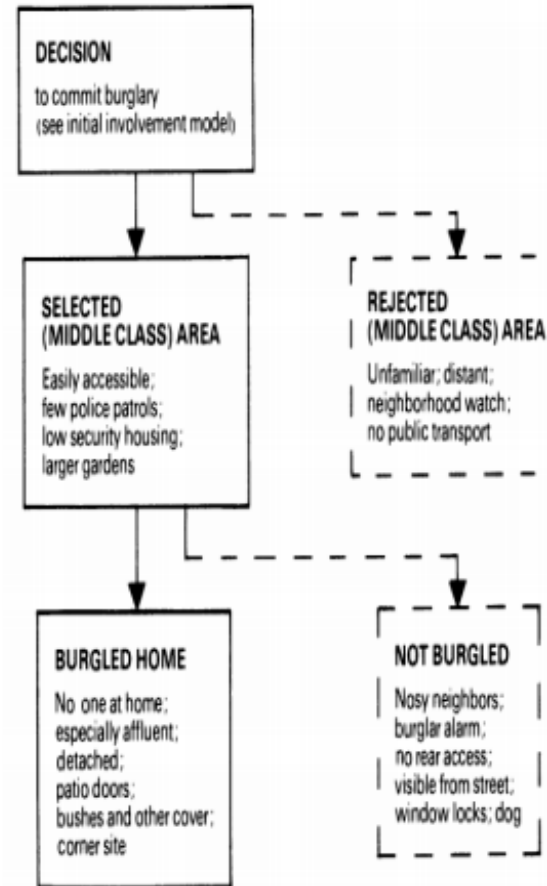 DECISION
to commit burglary
(see initial involvement model)
SELECTED
(MIDDLE CLASS) AREA
Easily accessible;
few police patrols;
low security housing;
larger gardens
REJECTED
(MIDDLE CLASS) AREA
Unfamiliar; distant;
neighborhood watch;
no public transport
BURGLED HOME
No one at home;
especially affluent;
detached;
patio doors;
bushes and other cover;
corner site
NOT BURGLED
Nosy neighbors;
burglar alarm;
no rear access;
visible from street;
window locks; dog